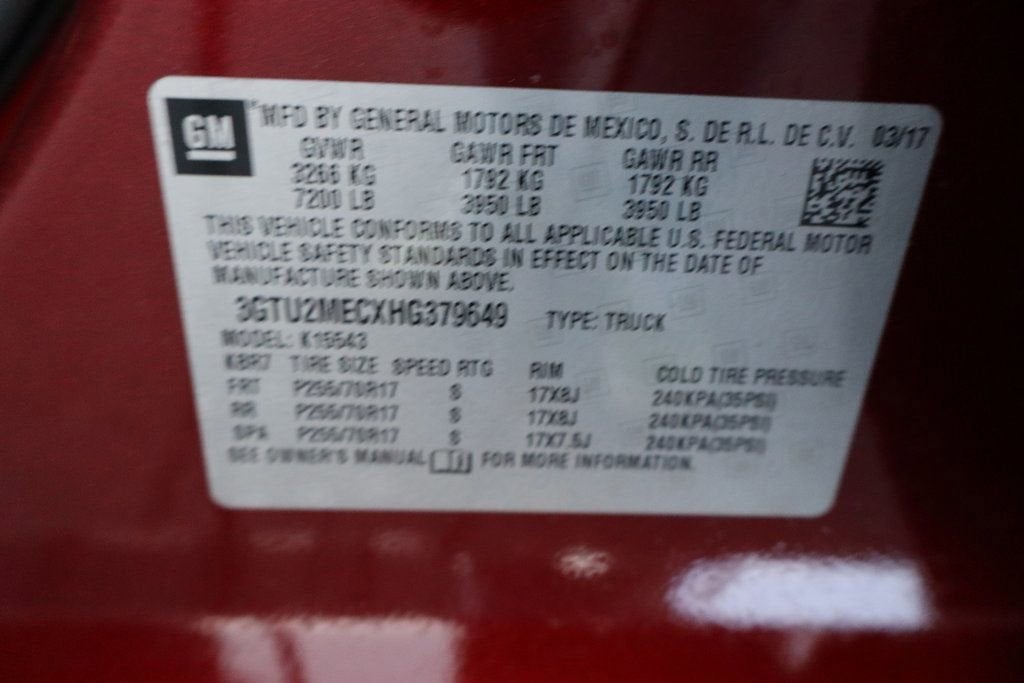 GM MFD BY GENERAL MOTORS DE MEXICO, S. DE R.L. DE C.V. 03/17
GVWR GAWR FRT GAWR RR
3266 KG 1792 KG 1792 KG
7200 LB 3950 LB 3950 LB
THIS VEHICLE CONFORMS TO ALL APPLICABLE U.S. FEDERAL MOTOR
VEHICLE SAFETY STANDARDS IN EFFECT ON THE DATE OF
MANUFACTURE SHOWN ABOVE.
3GTU2MECXHG379649 TYPE: TRUCK
MODEL: K15543
TIRE SIZE SPEED RTG RIM COLD TIRE PRESSURE
FRT P255/70R17 S 17X8J 240KPA(35PSI)
RR P255/70R17 S 17X8J 240KPA(35PSI)
SPA P255/70R17 S 17X7.5J 240KPA(35PSI)
SEE OWNER'S MANUAL FOR MORE INFORMATION.